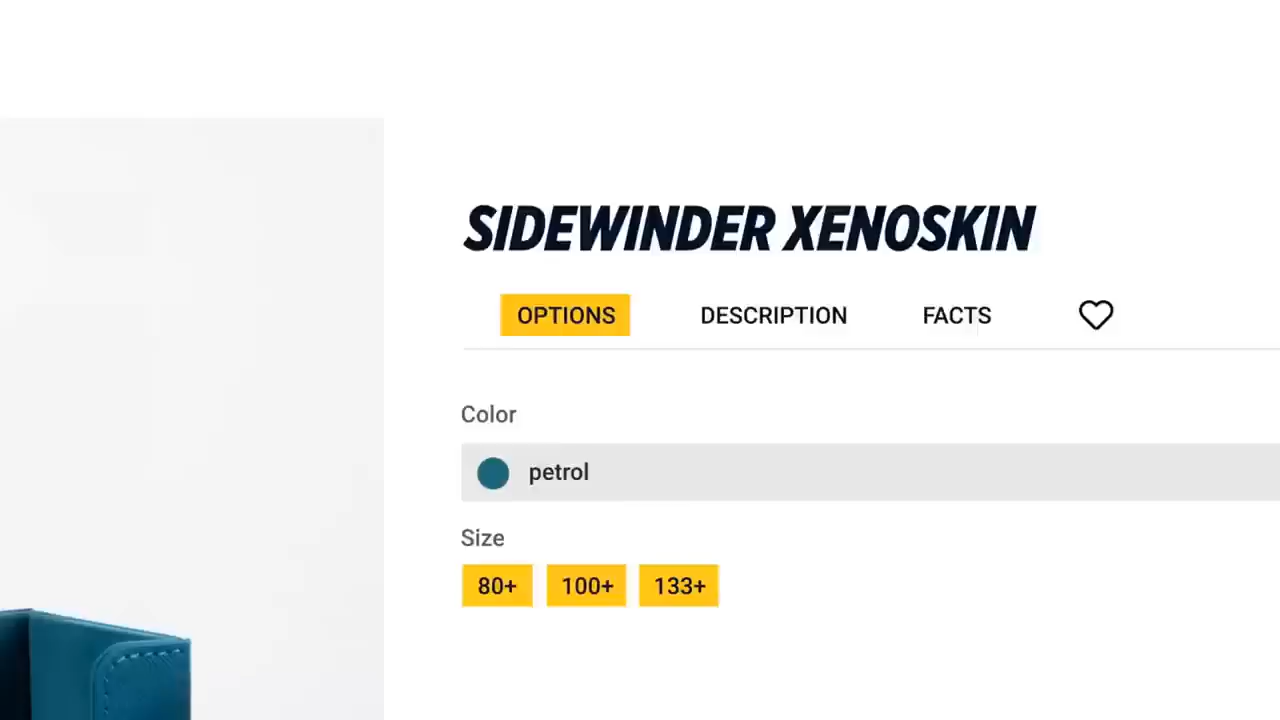 SIDEWINDER XENOSKIN
OPTIONS DESCRIPTION FACTS
Color
petrol
Size
80+ 100+ 133+